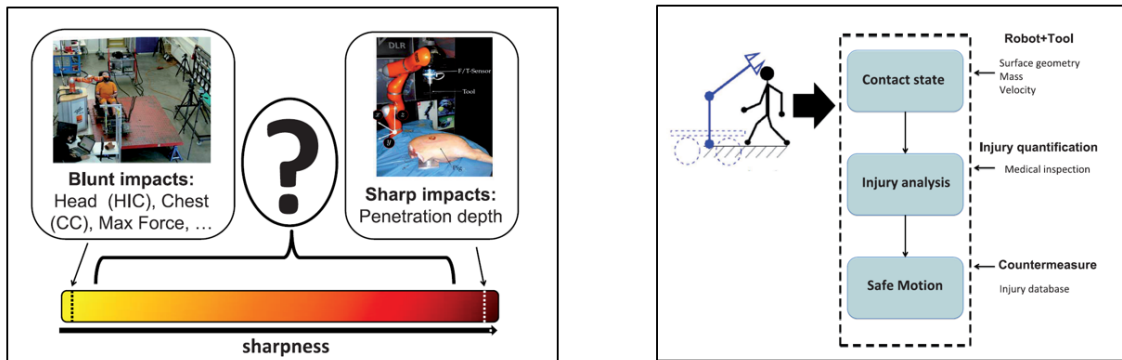 DLR
F/T-Sensor
Tool
Pig
?
Blunt impacts:
Head (HIC), Chest
(CC), Max Force, …
Sharp impacts:
Penetration depth
sharpness
Robot+Tool
Surface geometry
Mass
Velocity
Contact state
Injury quantification
Medical inspection
Injury analysis
Countermeasure
Injury database
Safe Motion